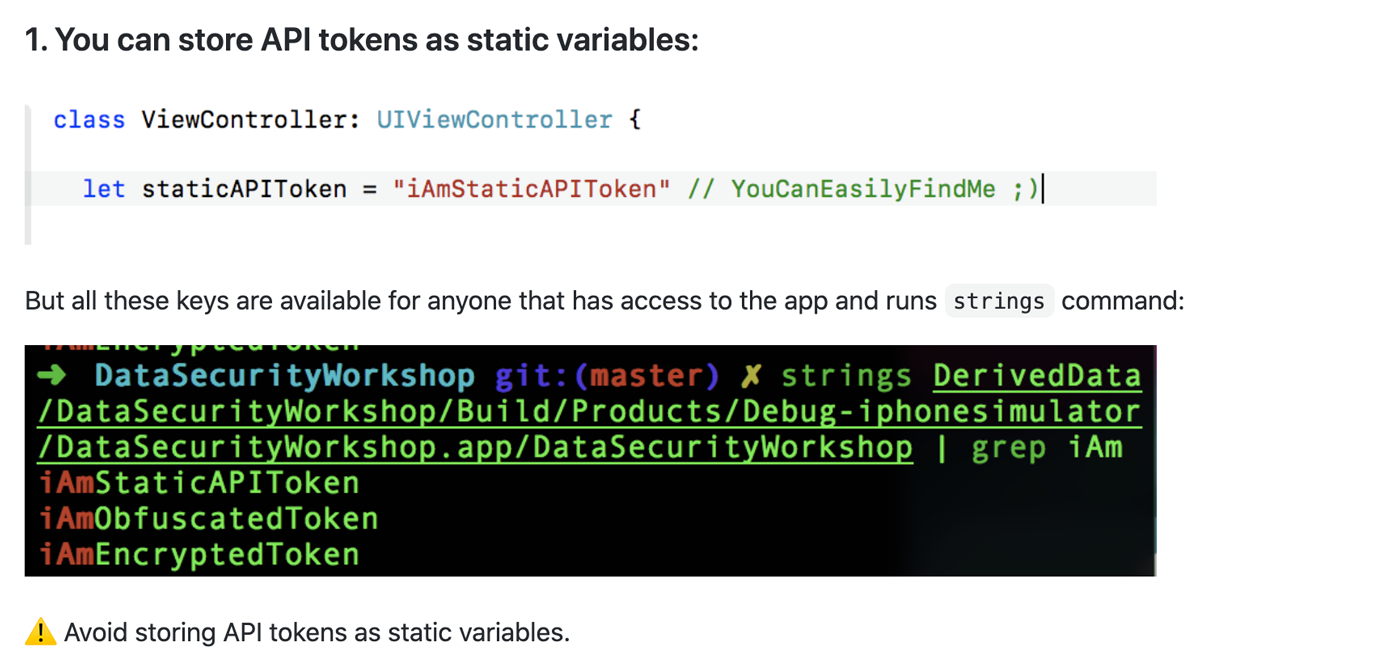 1. You can store API tokens as static variables:
class ViewController: UIViewController {
let staticAPIToken = "iAmStaticAPIToken" // YouCanEasilyFindMe ;)
But all these keys are available for anyone that has access to the app and runs strings command:
iAmEncryptedToken
➜ DataSecurityWorkshop git:(master) ✗ strings DerivedData
/DataSecurityWorkshop/Build/Products/Debug-iphonesimulator
/DataSecurityWorkshop.app/DataSecurityWorkshop | grep iAm
iAmStaticAPIToken
iAmObfuscatedToken
iAmEncryptedToken
⚠️ Avoid storing API tokens as static variables.